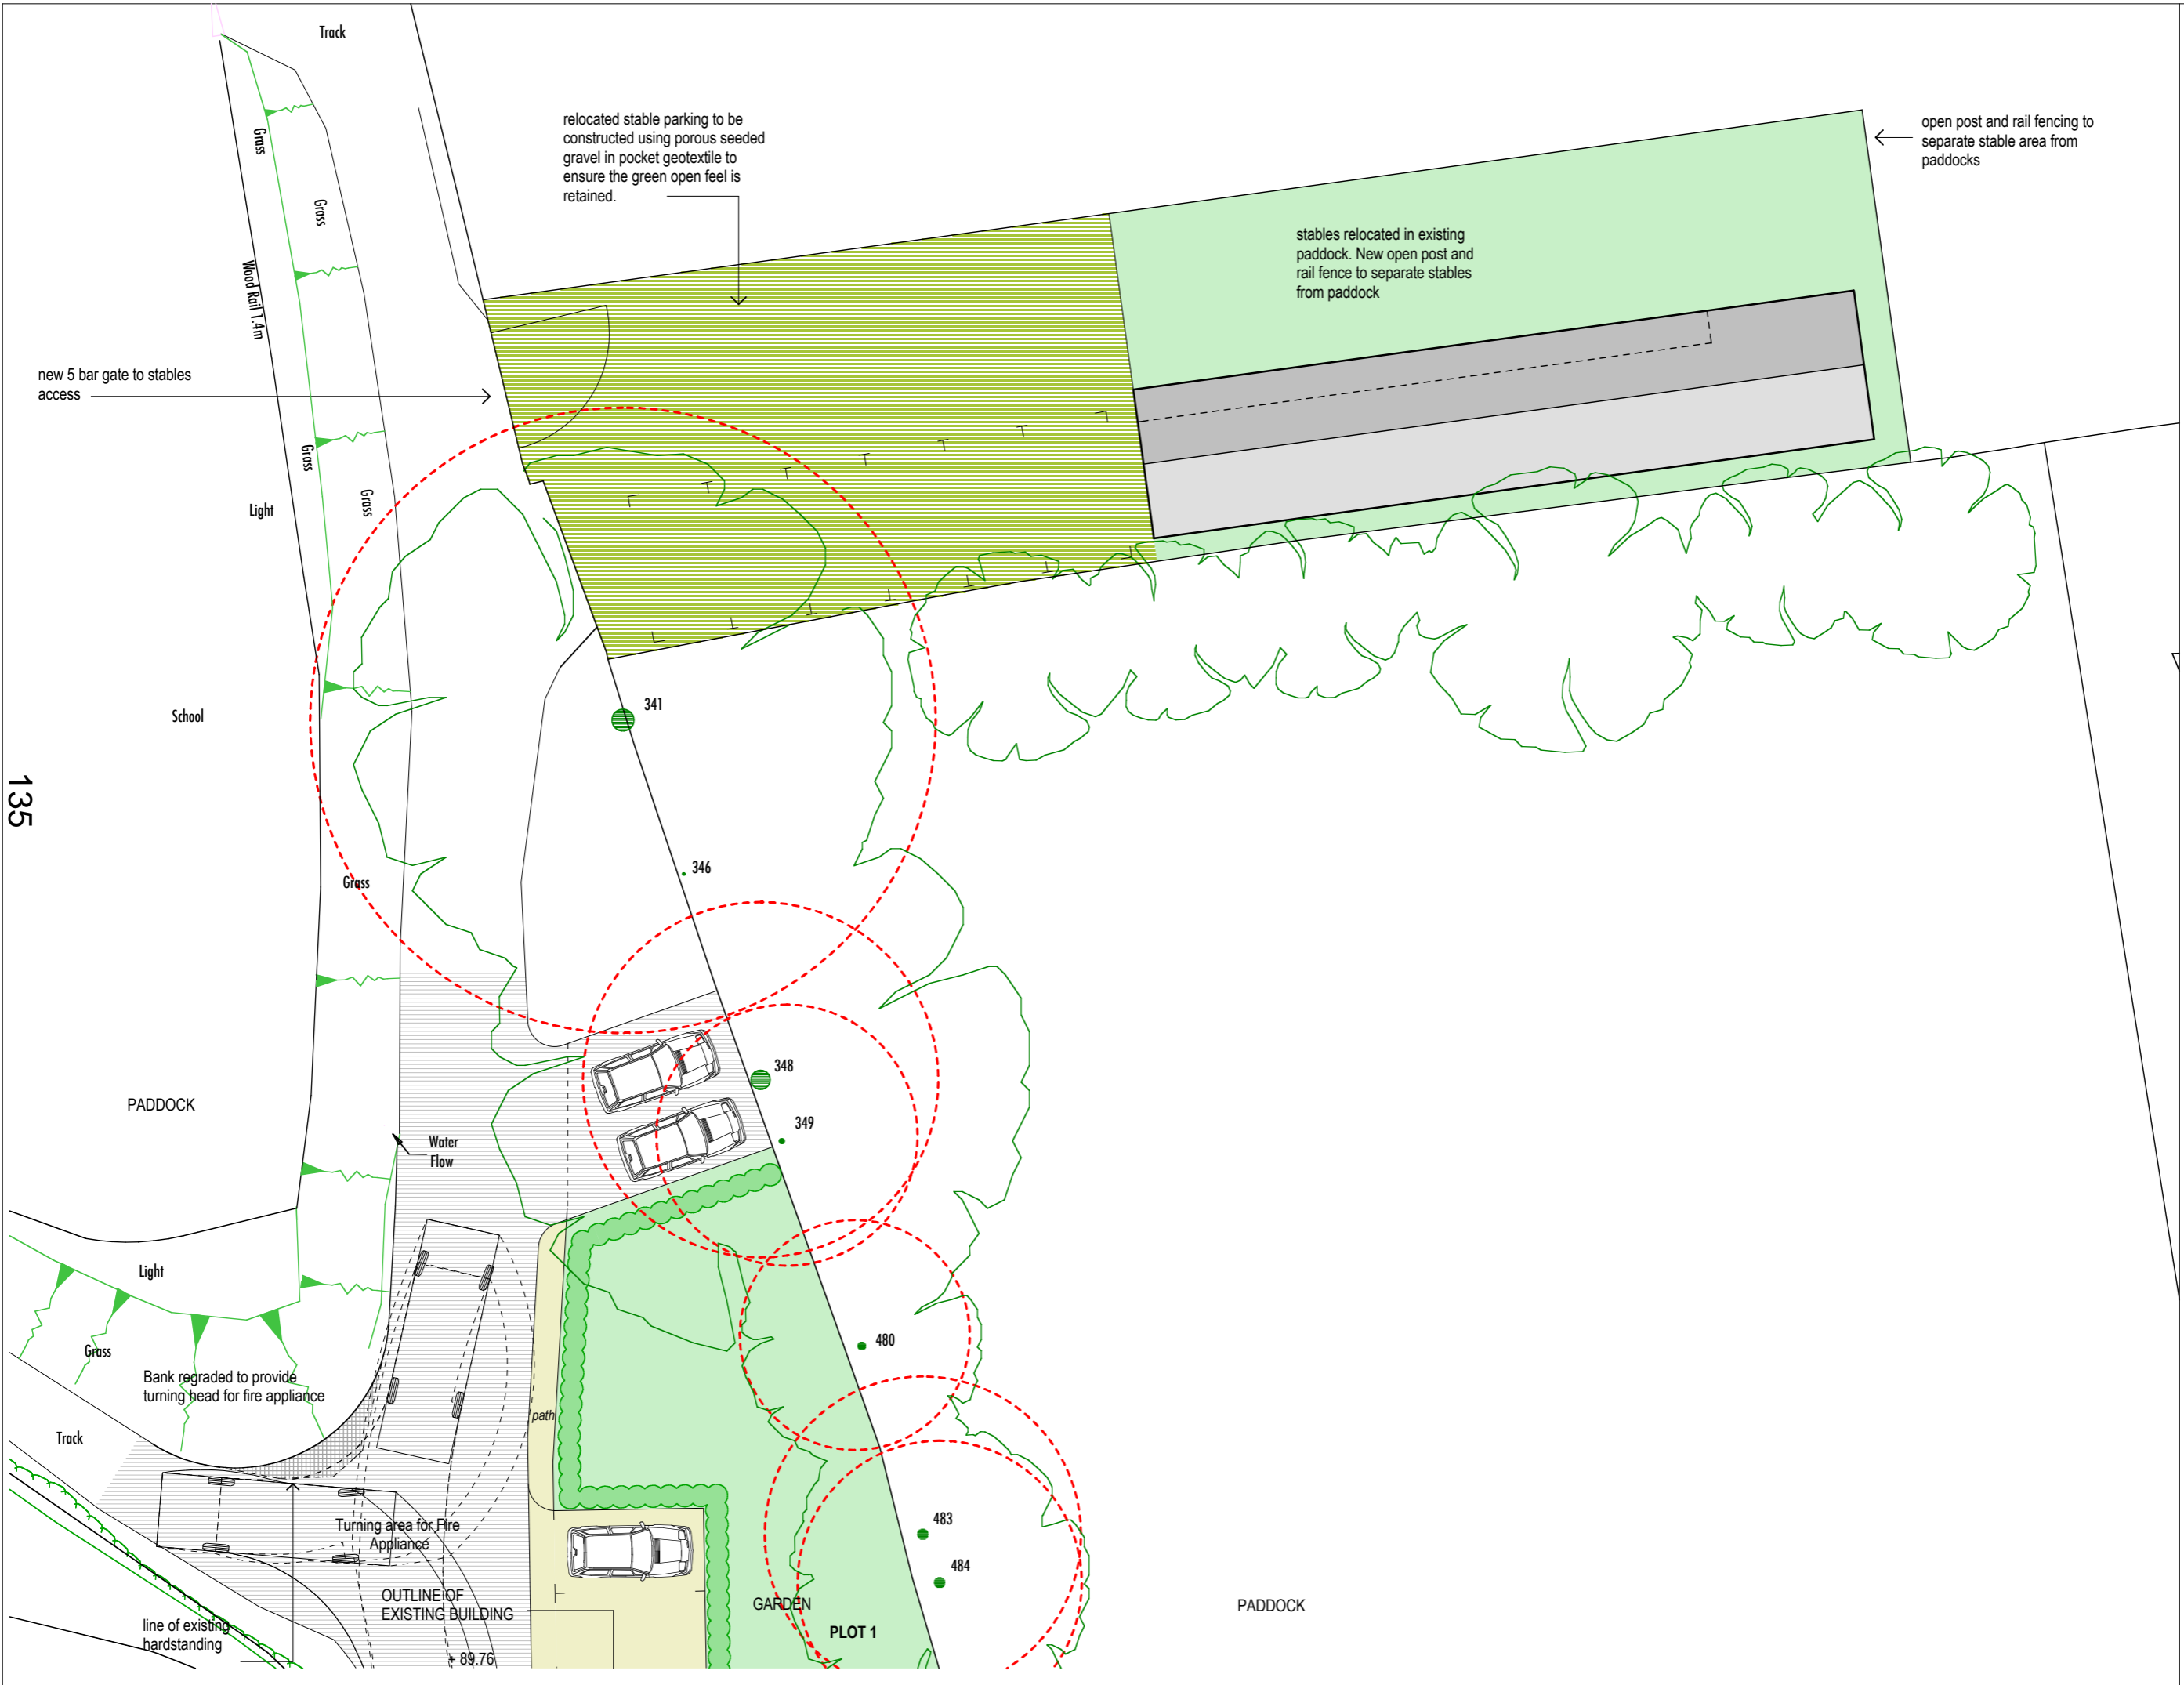 Track
relocated stable parking to be
constructed using porous seeded
gravel in pocket geotextile to
ensure the green open feel is
retained.
open post and rail fencing to
separate stable area from
paddocks
Grass
Grass
stables relocated in existing
paddock. New open post and
rail fence to separate stables
from paddock
Wood Rail 1.4m
new 5 bar gate to stables
access
Grass
Grass
Light
341
School
135
346
Grass
348
PADDOCK
349
Water
Flow
Light
480
Grass
Bank regraded to provide
turning head for fire appliance
path
Track
483
Turning area for Fire
Appliance
484
OUTLINE OF
EXISTING BUILDING
GARDEN
PADDOCK
line of existing
hardstanding
PLOT 1
+ 89.76